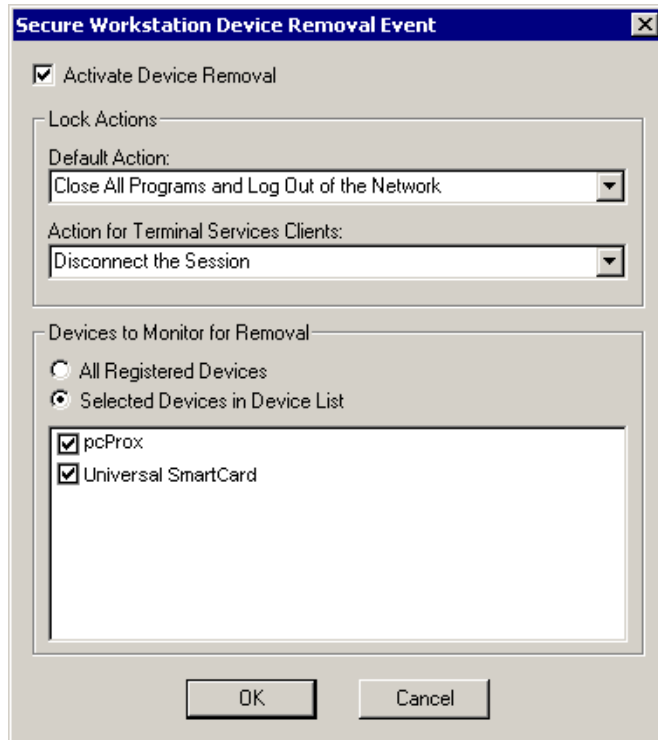 Secure Workstation Device Removal Event
Activate Device Removal
Lock Actions
Default Action:
Close All Programs and Log Out of the Network
Action for Terminal Services Clients:
Disconnect the Session
Devices to Monitor for Removal
All Registered Devices
Selected Devices in Device List
pcProx
Universal SmartCard
OK
Cancel